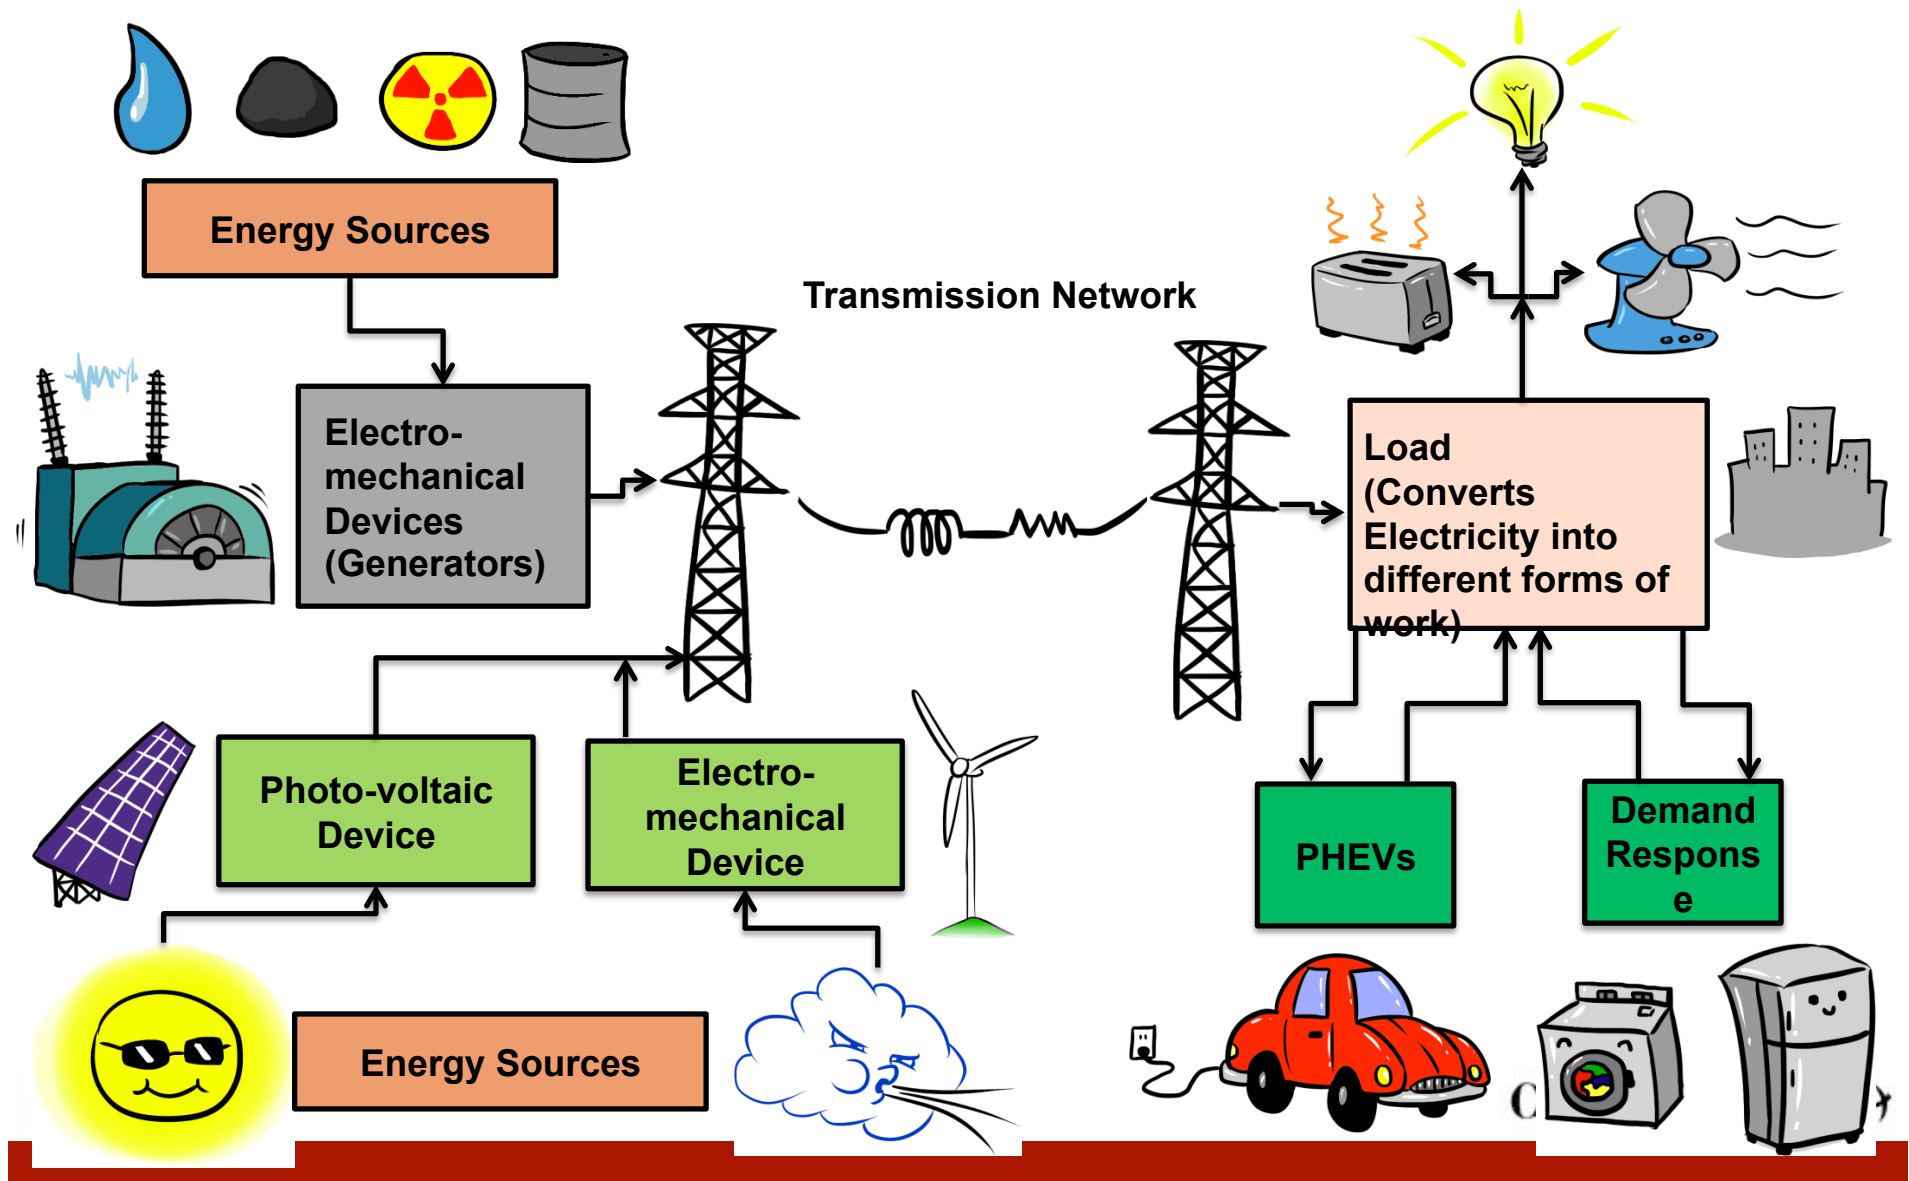 Energy Sources
Transmission Network
Electro-
mechanical
Devices
(Generators)
Load
(Converts
Electricity into
different forms of
work)
Photo-voltaic
Device
Electro-
mechanical
Device
PHEVs
Demand
Respons
e
Energy Sources